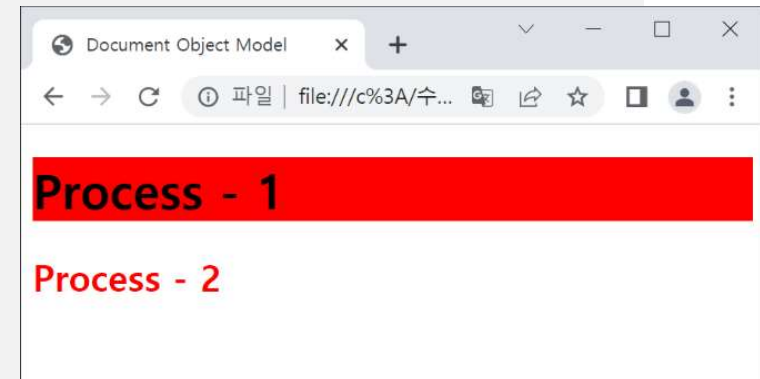 Document Object Model
파일 | file:///c%3A/수...
Process - 1
Process - 2